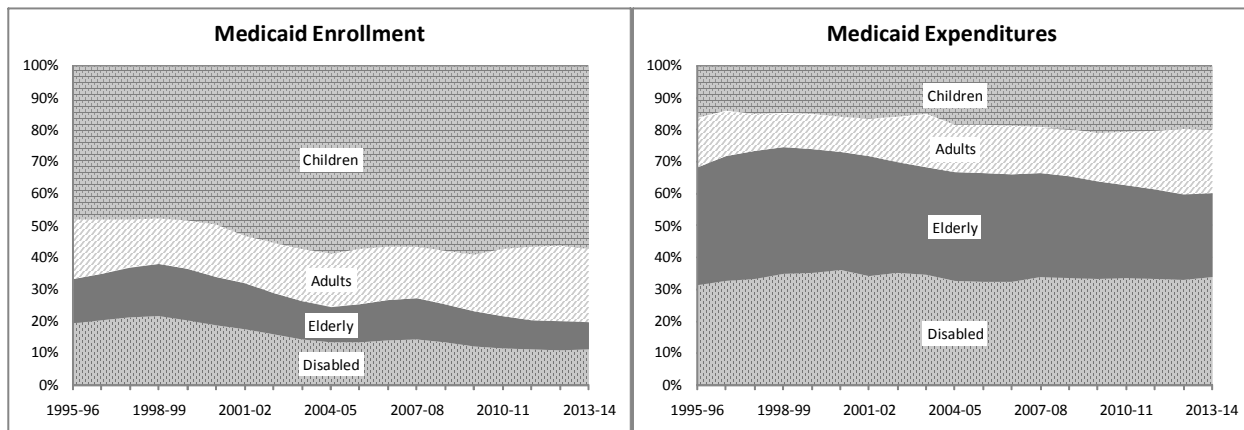 Medicaid Enrollment
100%
90%
80%
70%
60%
50%
40%
30%
20%
10%
0%
Children
Adults
Elderly
Disabled
1995-96 1998-99 2001-02 2004-05 2007-08 2010-11 2013-14
Medicaid Expenditures
100%
90%
80%
70%
60%
50%
40%
30%
20%
10%
0%
Children
Adults
Elderly
Disabled
1995-96 1998-99 2001-02 2004-05 2007-08 2010-11 2013-14